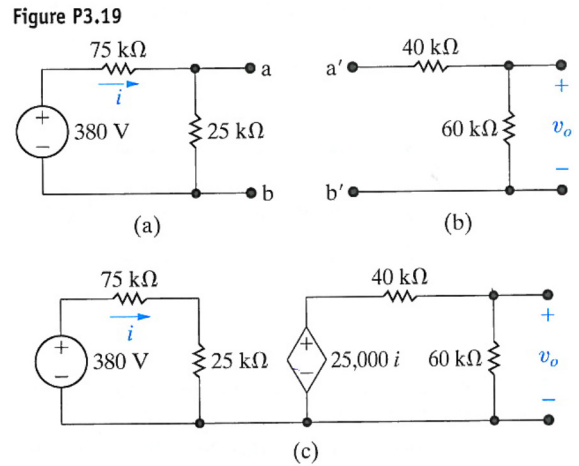 Figure P3.19
75 kΩ
i
+
380 V
−
25 kΩ
a
b
(a)
a′
40 kΩ
60 kΩ
+
vo
−
b′
(b)
75 kΩ
i
+
380 V
−
25 kΩ
+
25,000 i
−
40 kΩ
60 kΩ
+
vo
−
(c)